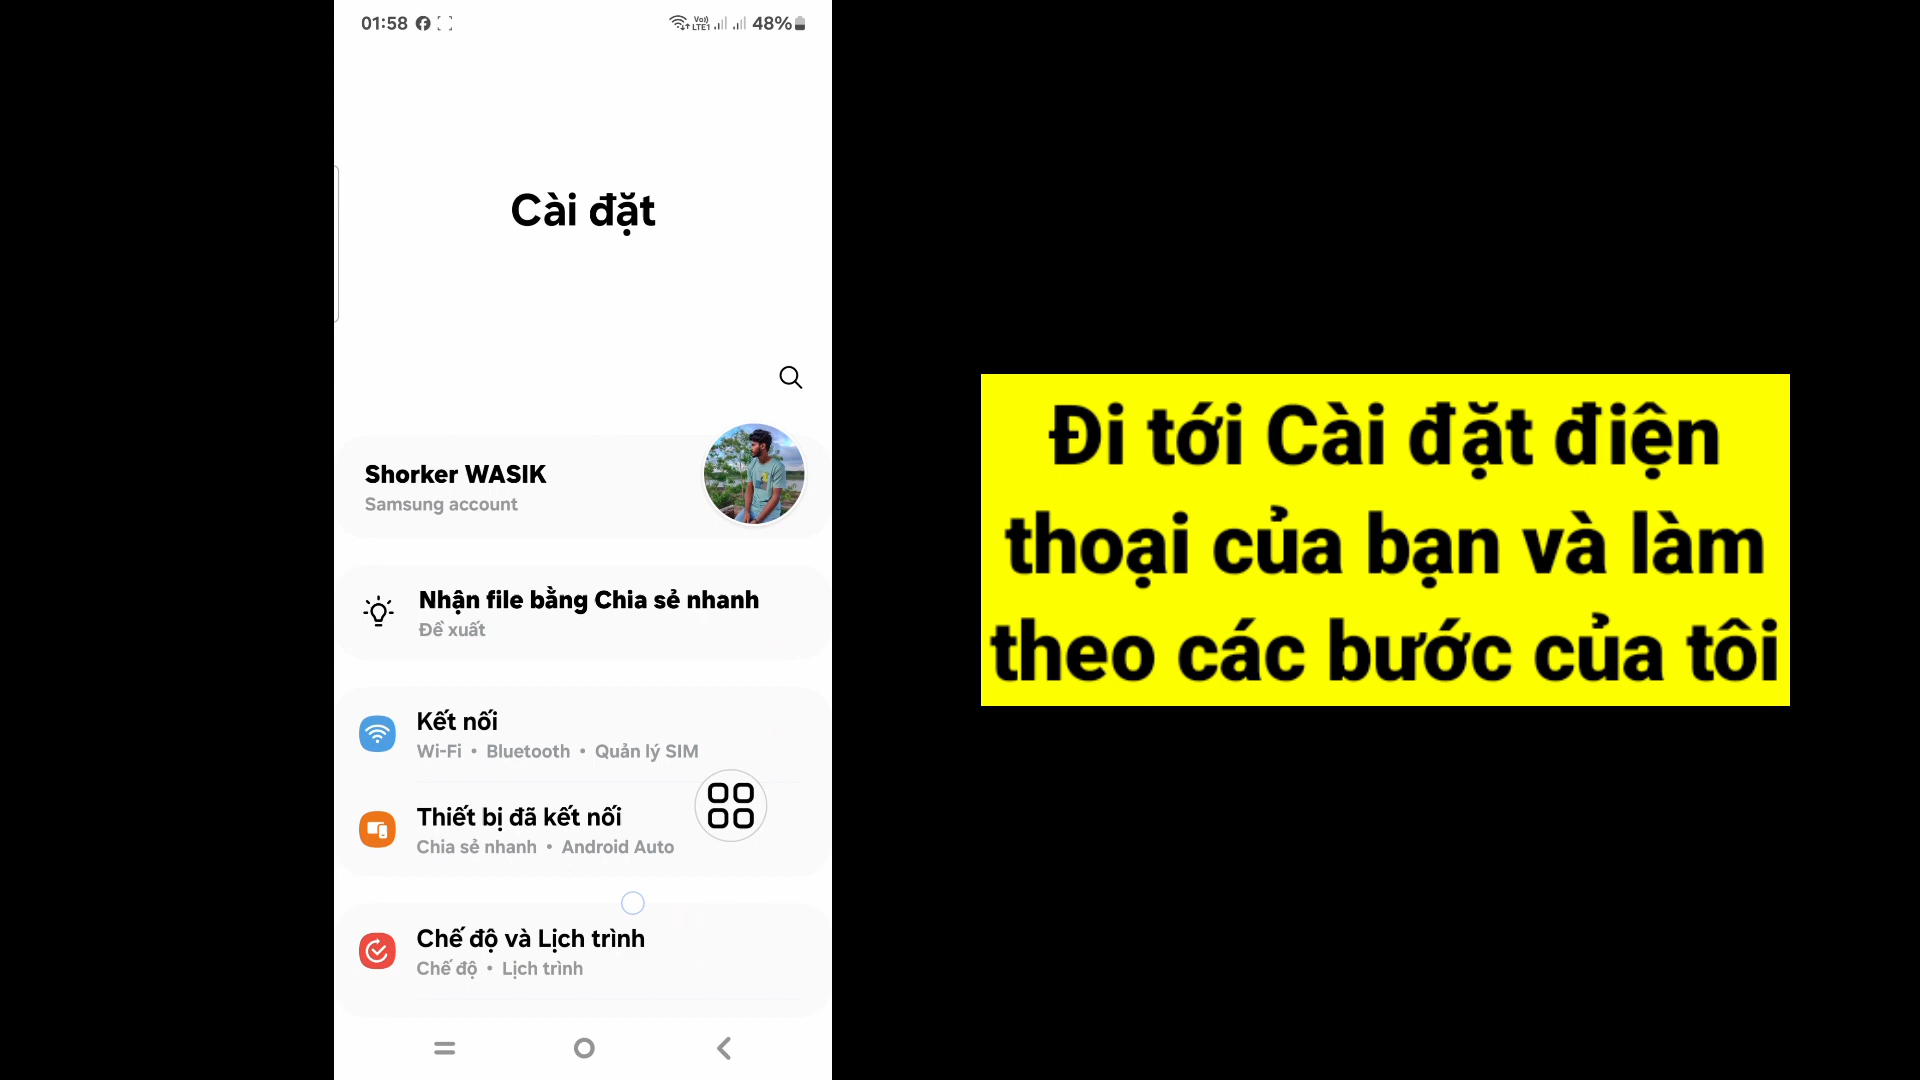 01:58
VoLTE1 48%
Cài đặt
Shorker WASIK
Samsung account
Nhận file bằng Chia sẻ nhanh
Đề xuất
Kết nối
Wi-Fi • Bluetooth • Quản lý SIM
Thiết bị đã kết nối
Chia sẻ nhanh • Android Auto
Chế độ và Lịch trình
Chế độ • Lịch trình
Đi tới Cài đặt điện
thoại của bạn và làm
theo các bước của tôi